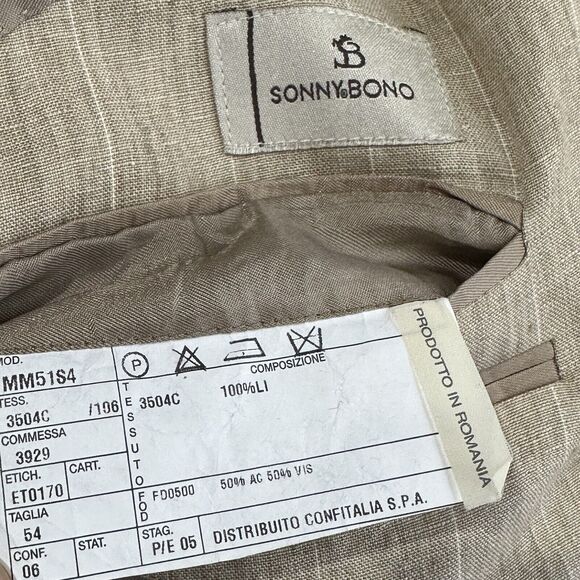 SB
SONNY&BONO
PRODOTTO IN ROMANIA
MOD.
MM51S4
TESS.
3504C /106
COMMESSA
3929
ETICH. CART.
ET0170
TAGLIA
54
CONF. STAT.
06
P
COMPOSIZIONE
TESSUTO
3504C 100%LI
FOD
FD0500 50% AC 50% VIS
STAG.
P/E 05
DISTRIBUITO CONFITALIA S.P.A.